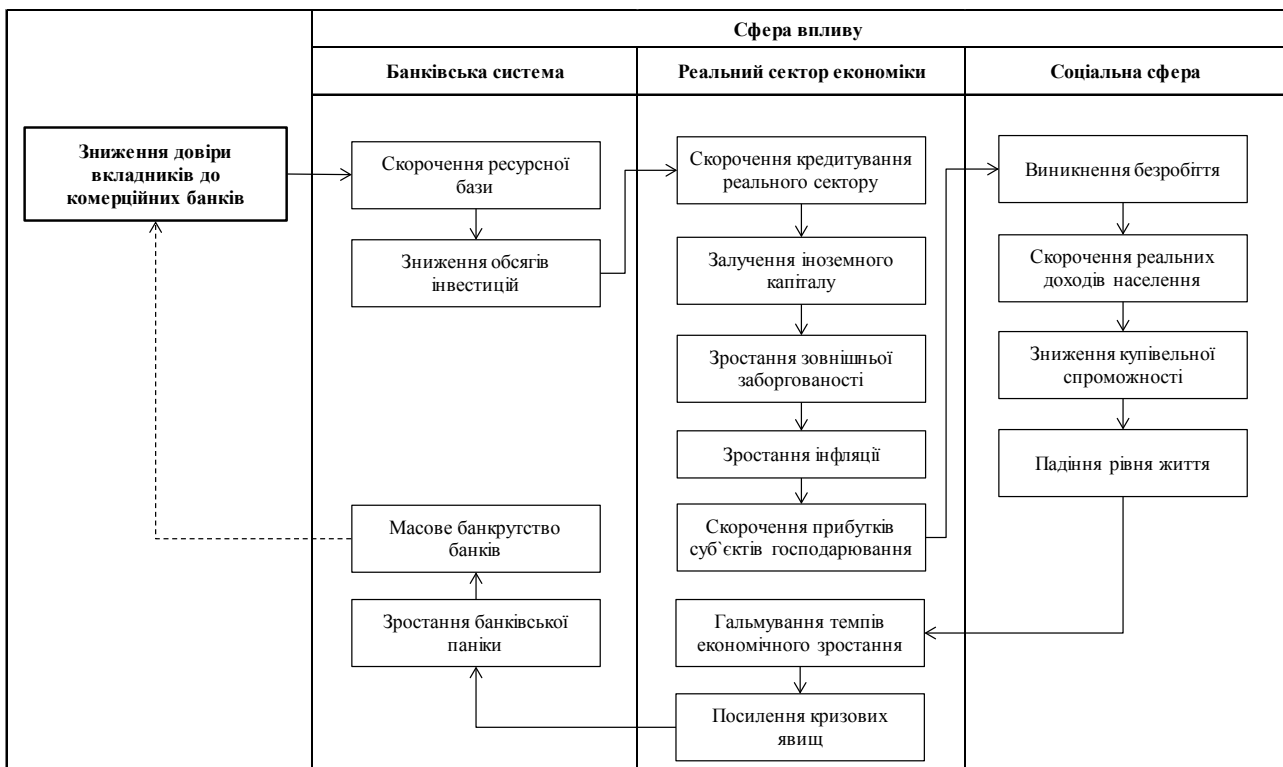 Сфера впливу
Банківська система
Реальний сектор економіки
Соціальна сфера
Зниження довіри
вкладників до
комерційних банків
Скорочення ресурсної
бази
Зниження обсягів
інвестицій
Скорочення кредитування
реального сектору
Залучення іноземного
капіталу
Зростання зовнішньої
заборгованості
Зростання інфляції
Скорочення прибутків
суб`єктів господарювання
Виникнення безробіття
Скорочення реальних
доходів населення
Зниження купівельної
спроможності
Падіння рівня життя
Гальмування темпів
економічного зростання
Посилення кризових
явищ
Зростання банківської
паніки
Масове банкрутство
банків